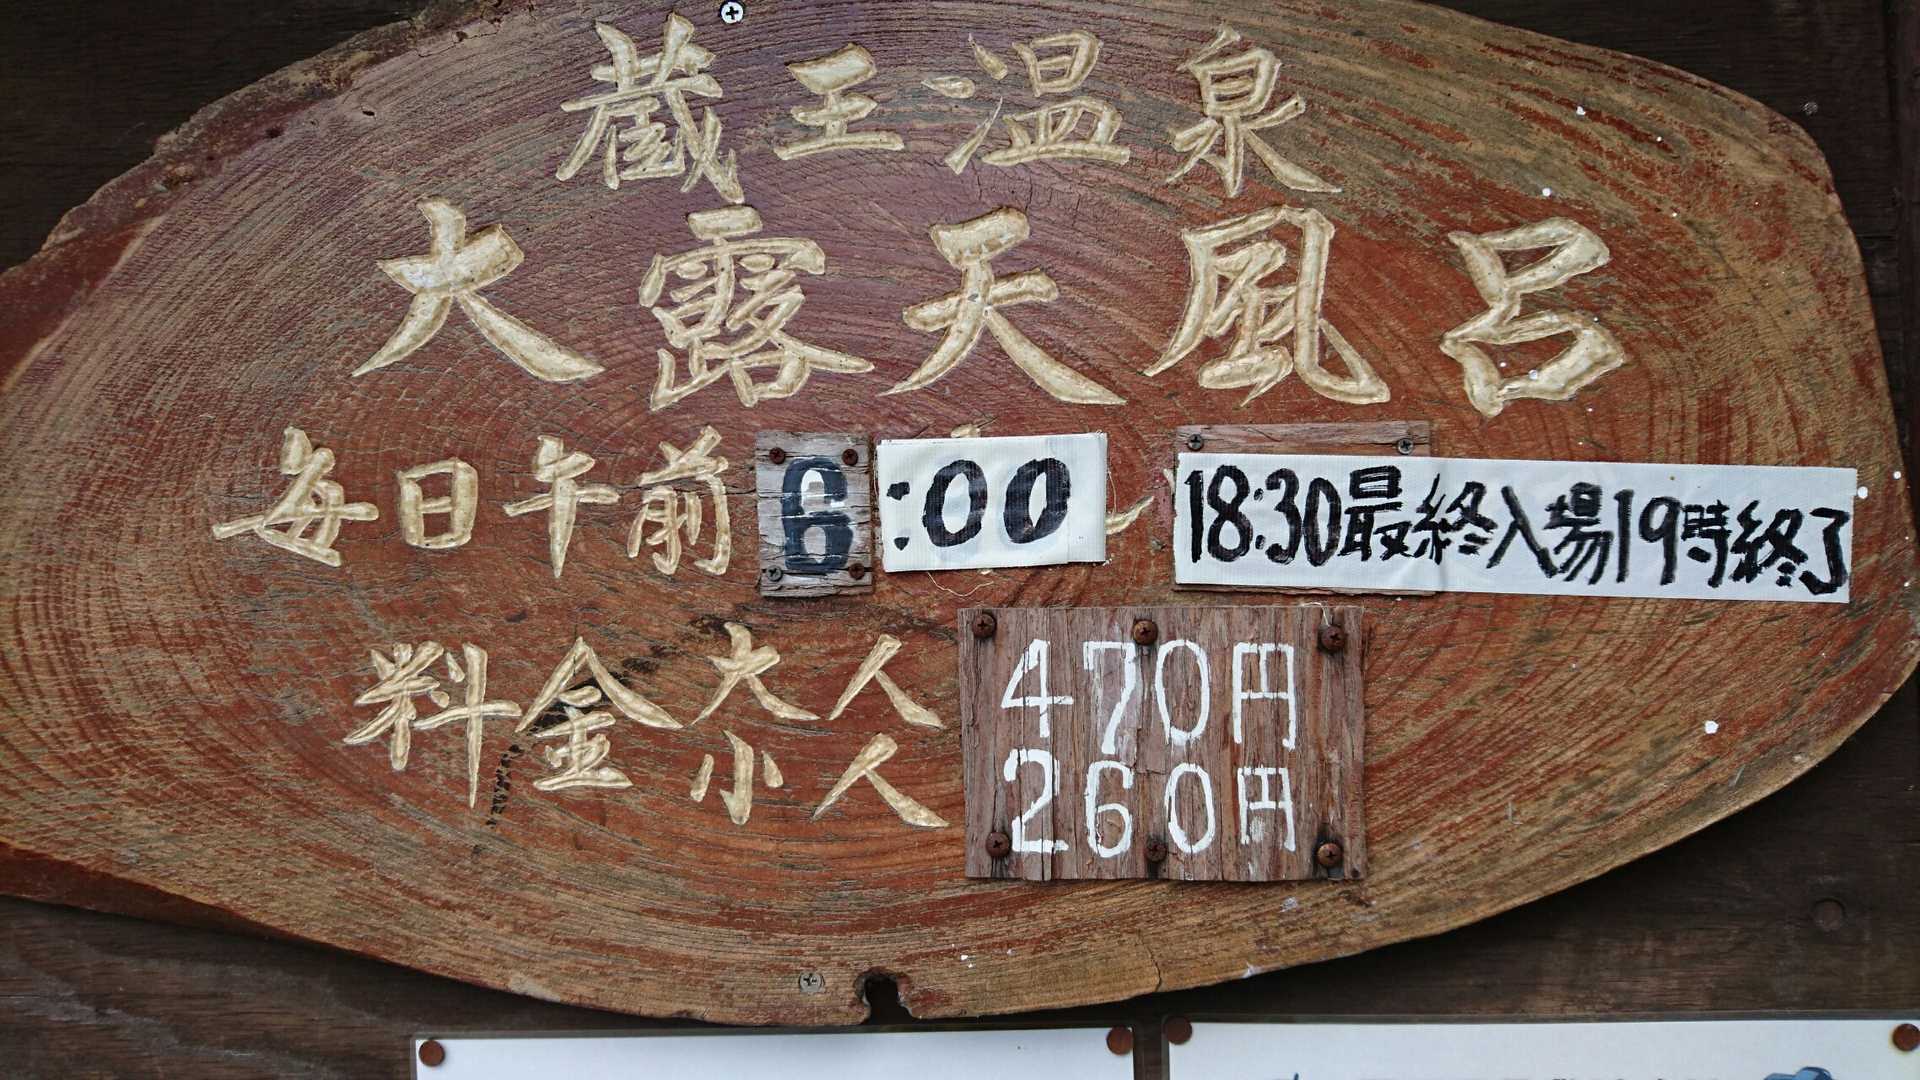 蔵王温泉
大露天風呂
毎日午前6:00 18:30最終入場19時終了
料金大人 470円
小人 260円